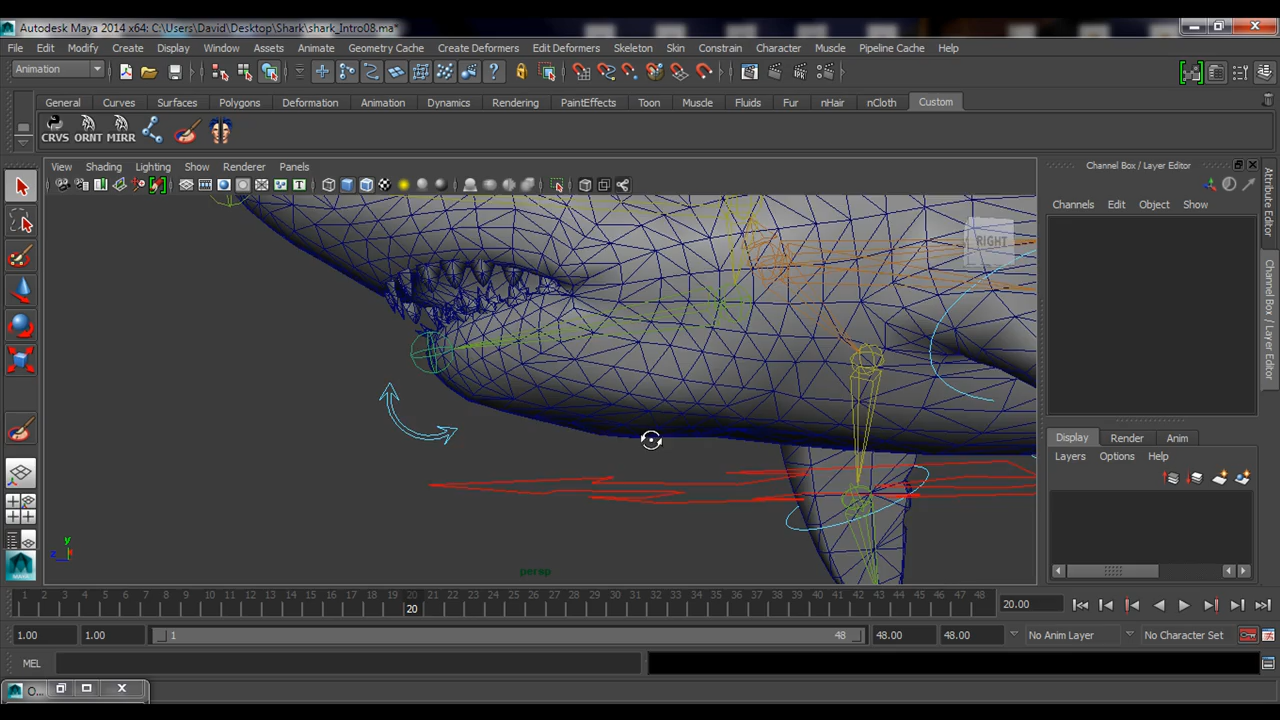 Autodesk Maya 2014 x64: C:\Users\David\Desktop\Shark\shark_Intro08.ma*
File Edit Modify Create Display Window Assets Animate Geometry Cache Create Deformers Edit Deformers Skeleton Skin Constrain Character Muscle Pipeline Cache Help
Animation
General Curves Surfaces Polygons Deformation Animation Dynamics Rendering PaintEffects Toon Muscle Fluids Fur nHair nCloth Custom
CRVS ORNT MIRR
View Shading Lighting Show Renderer Panels
Channel Box / Layer Editor
Channels Edit Object Show
Attribute Editor
Channel Box / Layer Editor
RIGHT
Display Render Anim
Layers Options Help
y
z
persp
1 2 3 4 5 6 7 8 9 10 11 12 13 14 15 16 17 18 19 20 21 22 23 24 25 26 27 28 29 30 31 32 33 34 35 36 37 38 39 40 41 42 43 44 45 46 47 48
20
20.00
1.00 1.00 1 48 48.00 48.00 No Anim Layer No Character Set
MEL
O...